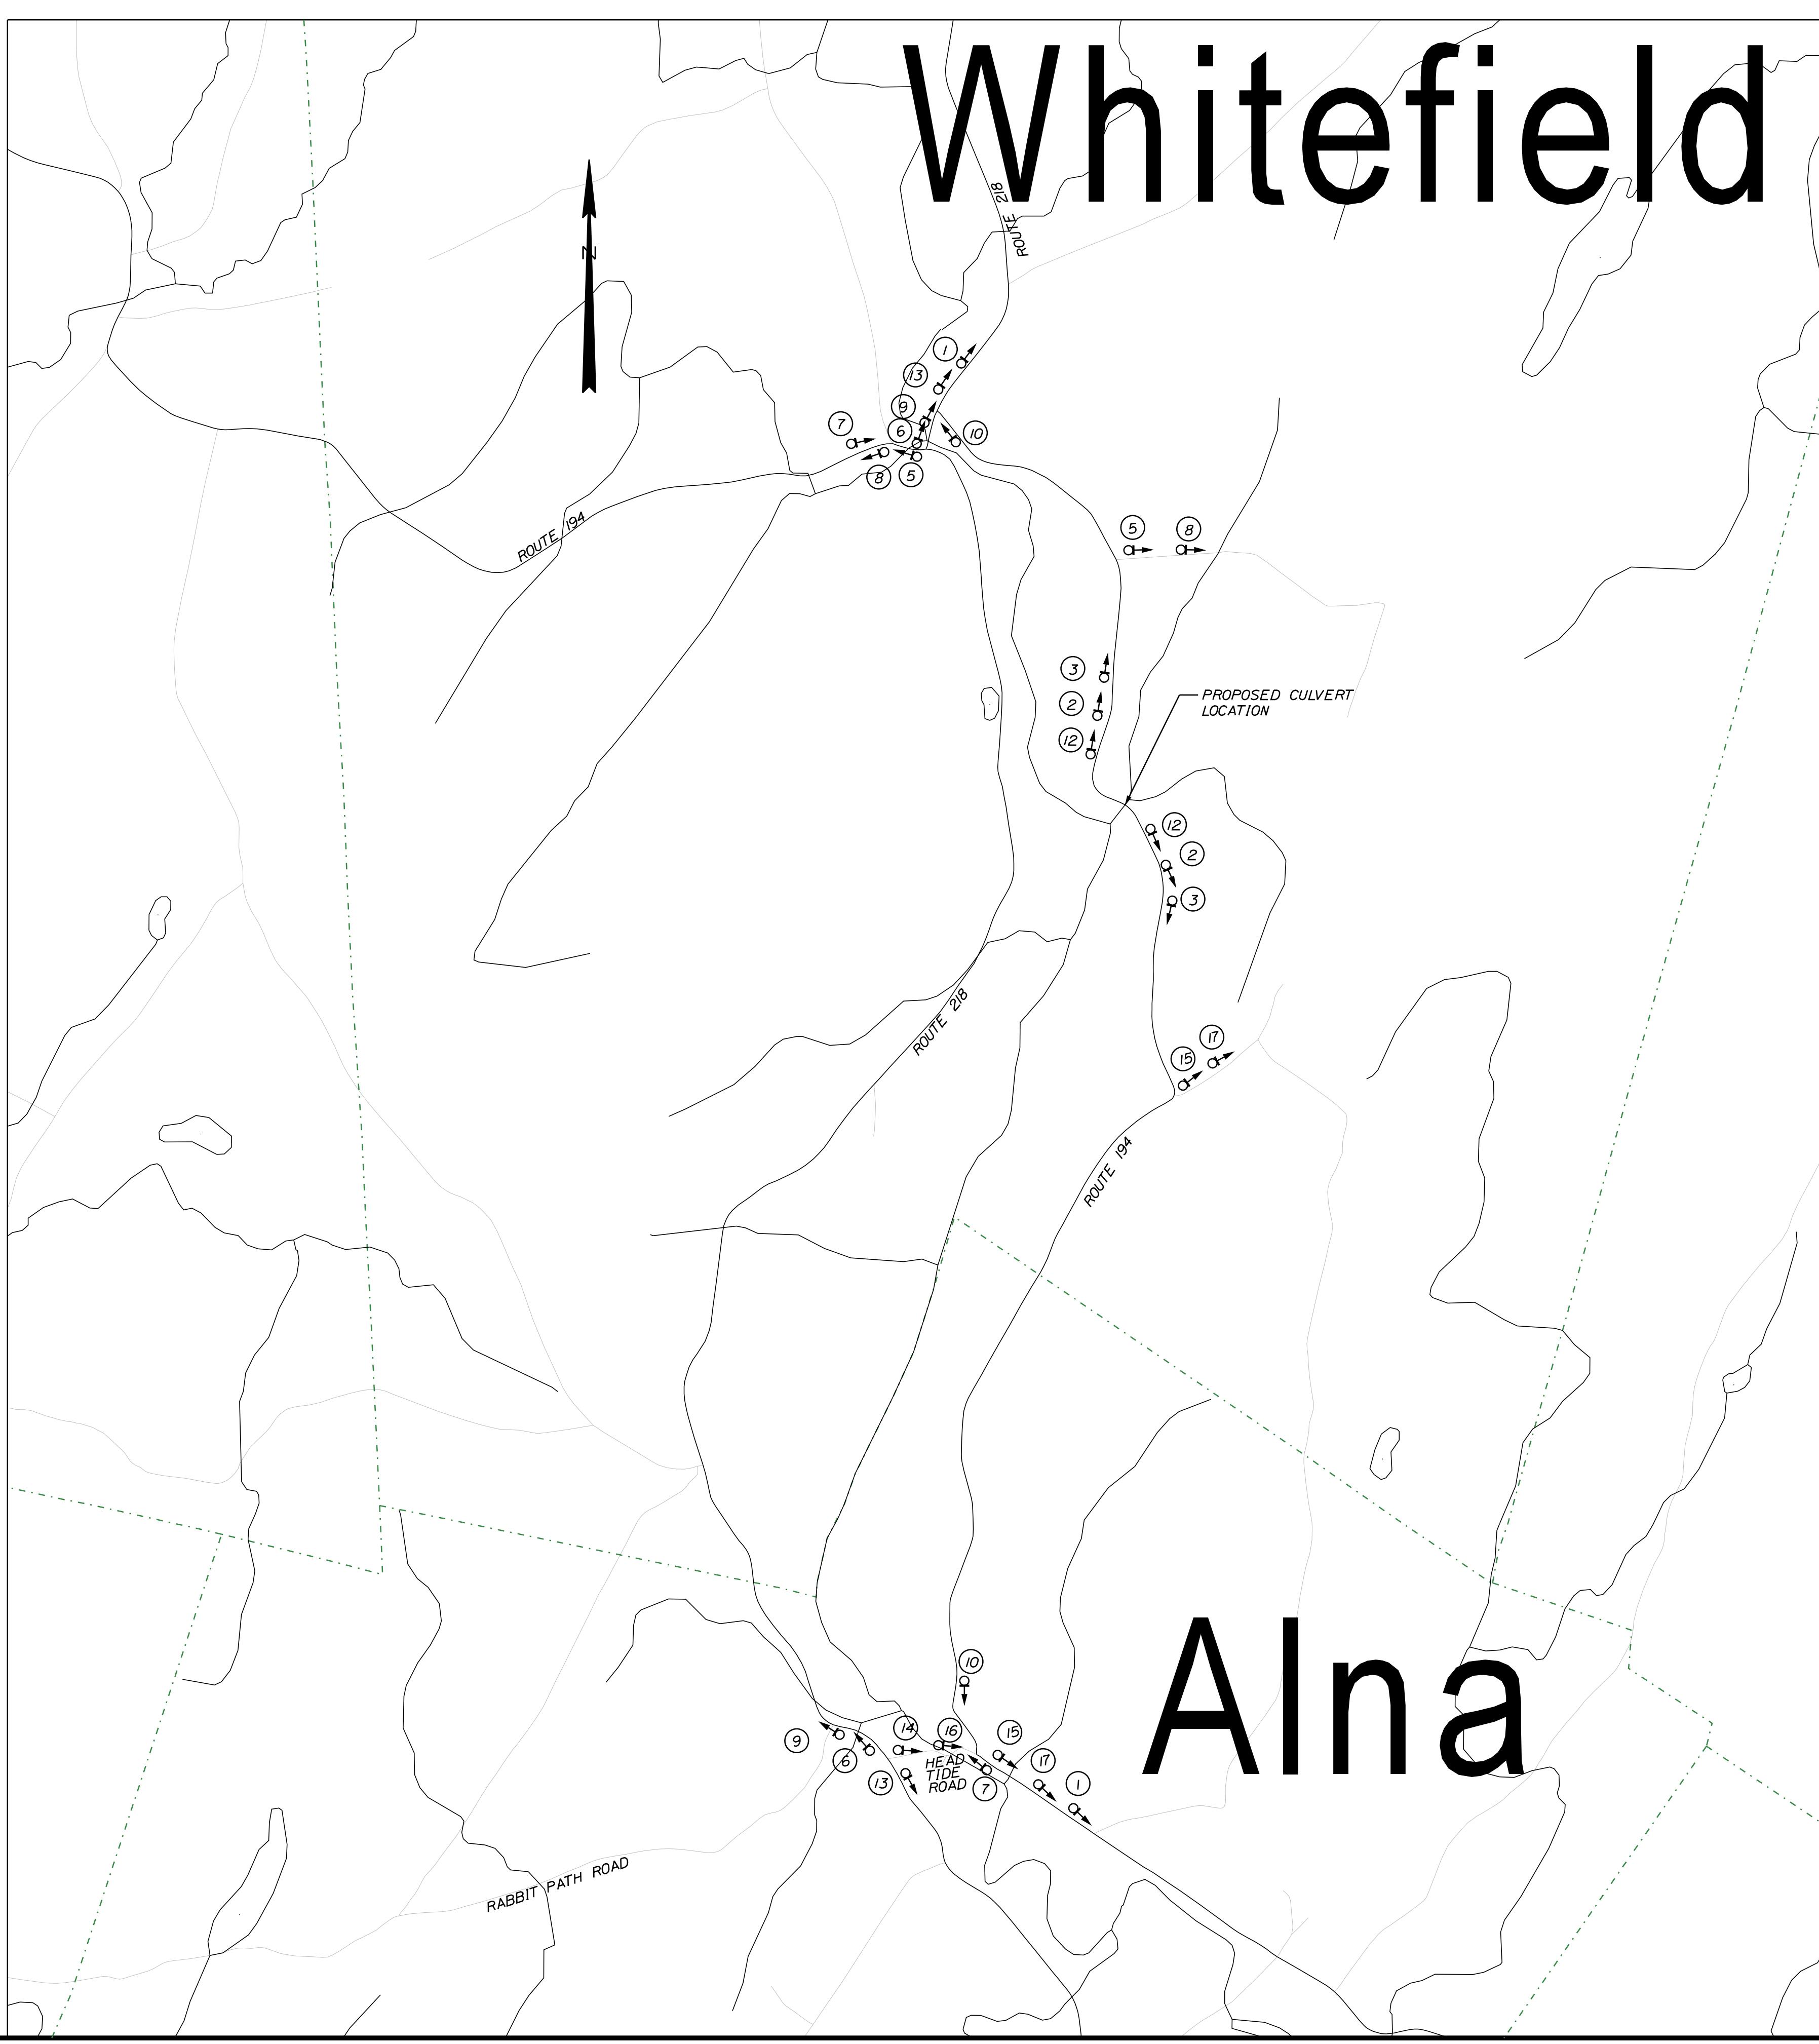 Whitefield
ROUTE 218
N
1
13
9
7
6
10
8
5
ROUTE 194
5
8
3
2
12
PROPOSED CULVERT
LOCATION
12
2
3
ROUTE 218
17
15
ROUTE 194
Alna
10
9
14
16
15
6
13
HEAD
TIDE
ROAD
7
17
1
RABBIT PATH ROAD